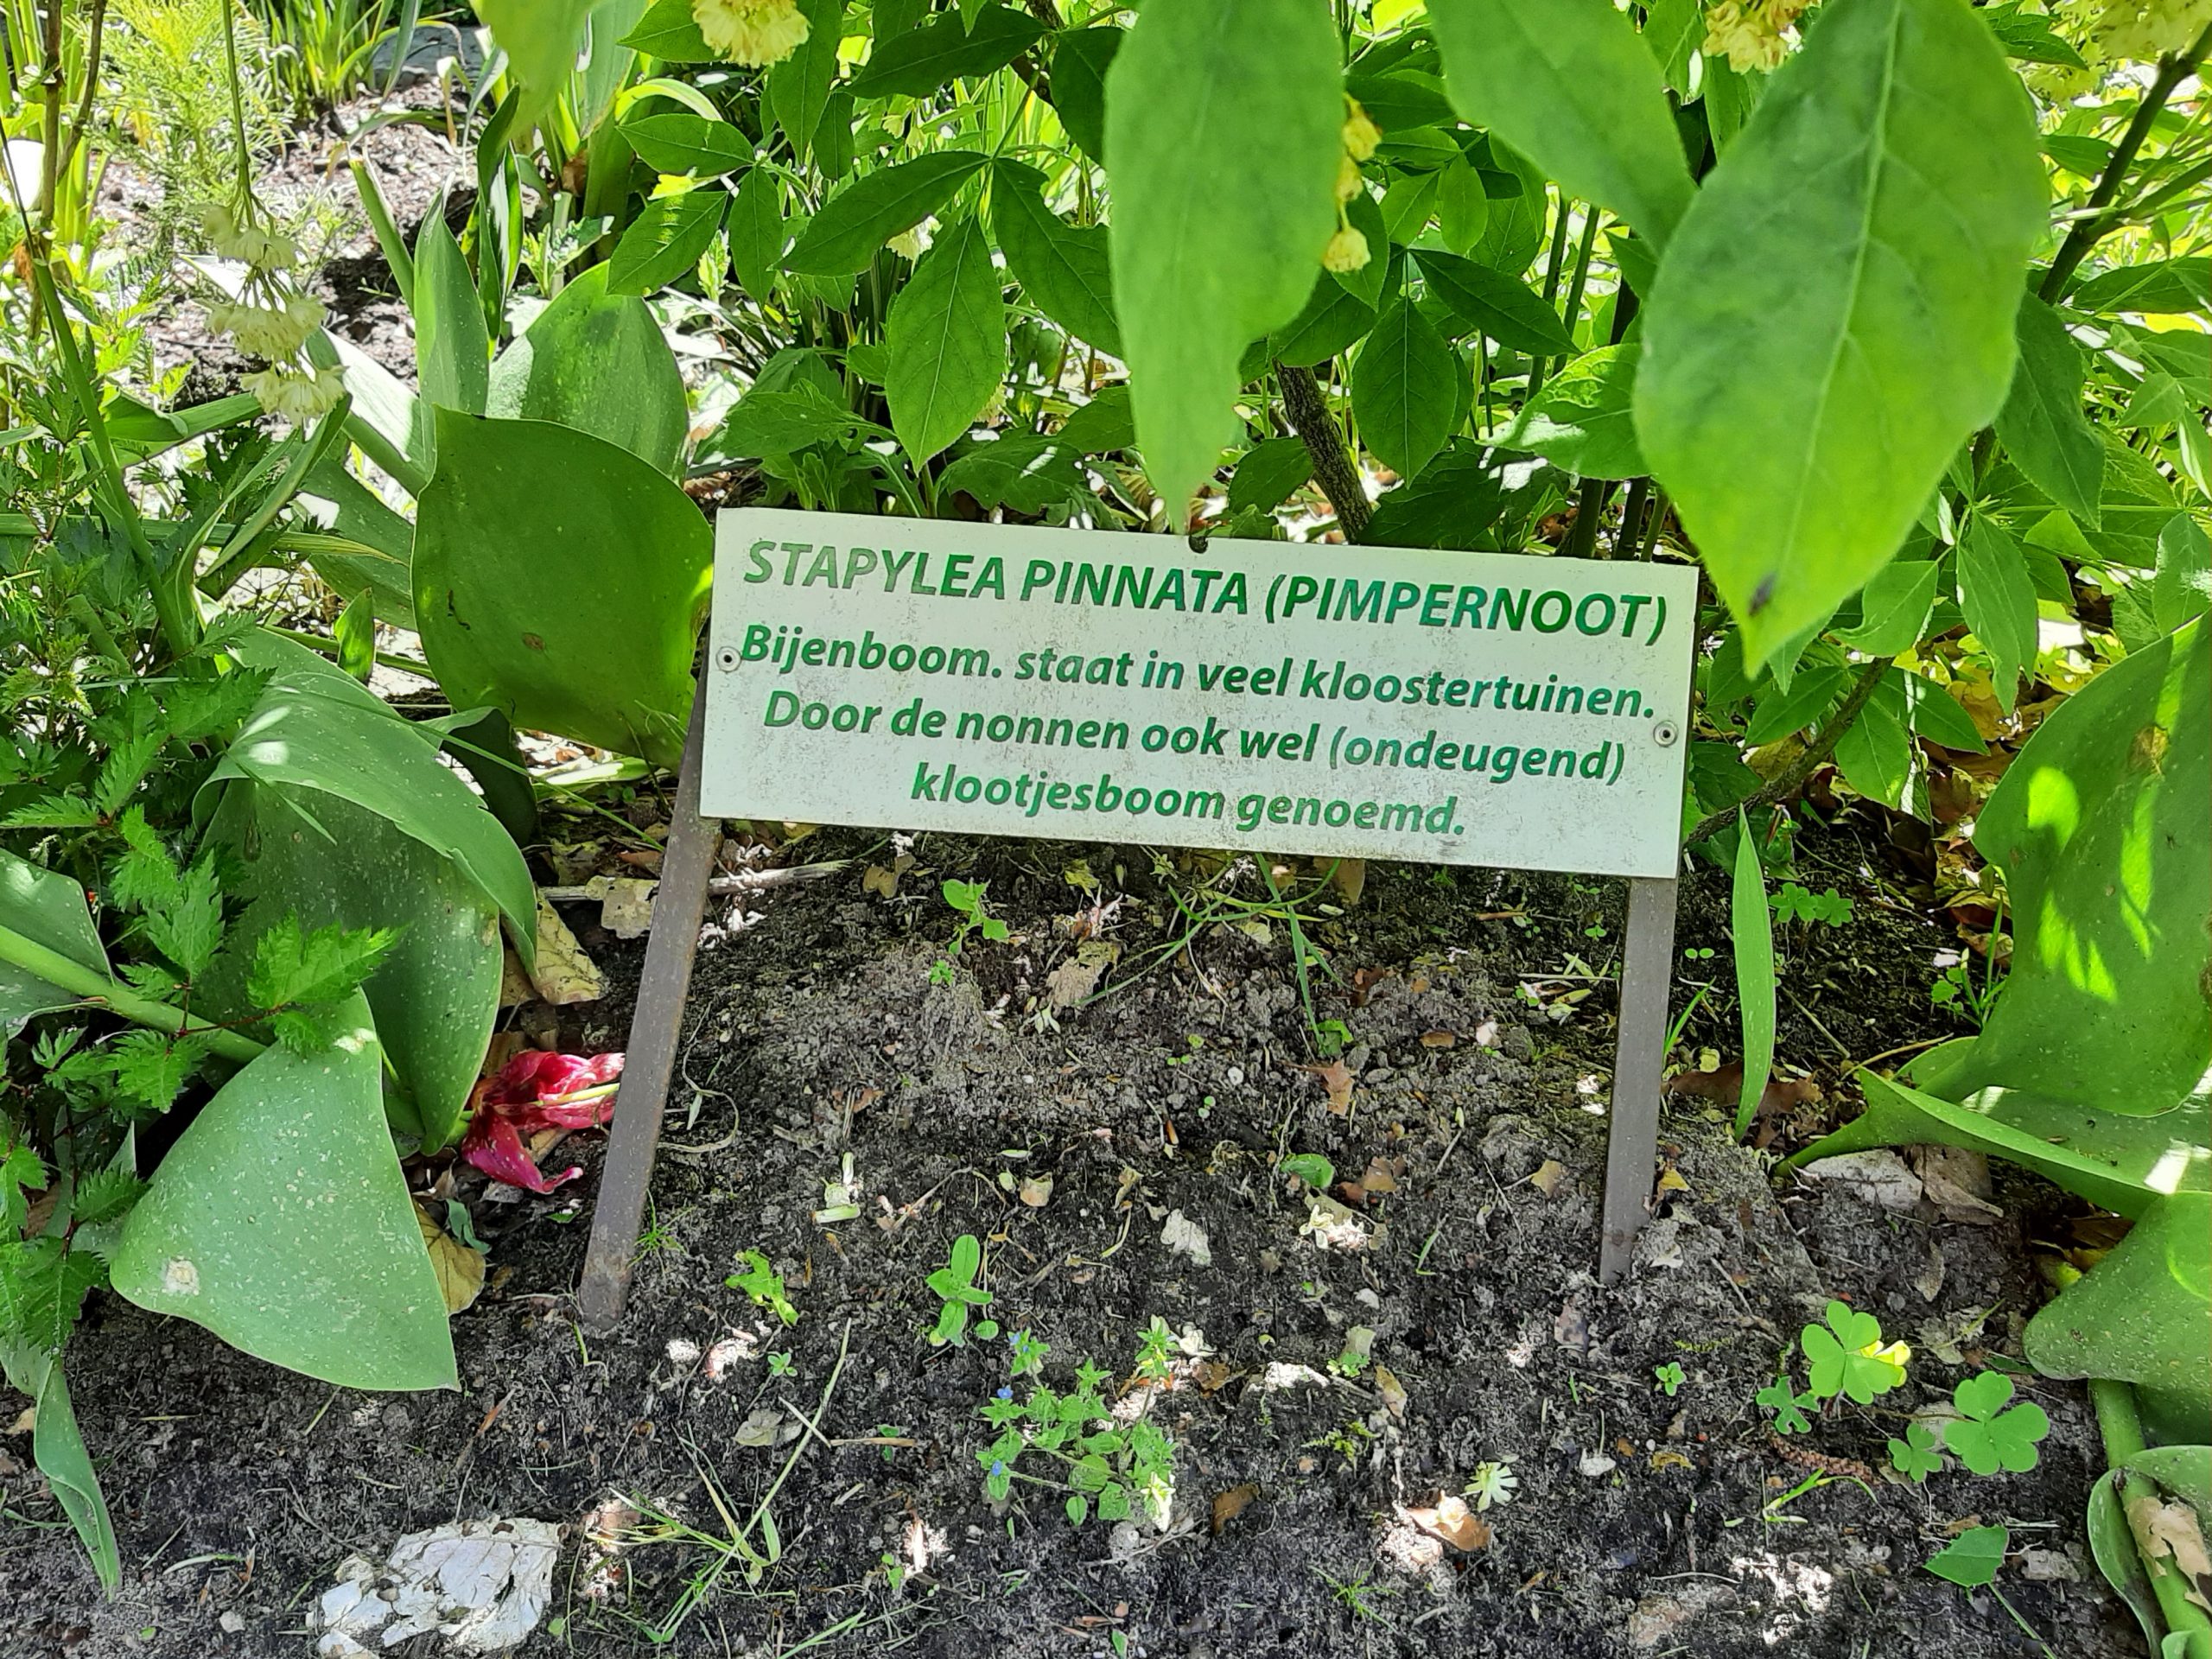 STAPYLEA PINNATA (PIMPERNOOT)
Bijenboom. staat in veel kloostertuinen.
Door de nonnen ook wel (ondeugend)
klootjesboom genoemd.